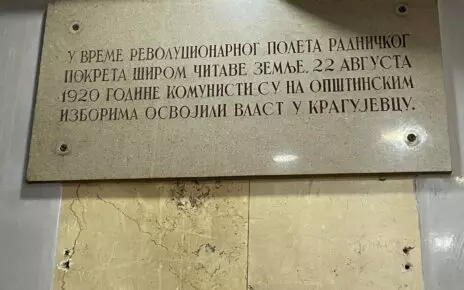 У ВРЕМЕ РЕВОЛУЦИОНАРНОГ ПОЛЕТА РАДНИЧКОГ
ПОКРЕТА ШИРОМ ЧИТАВЕ ЗЕМЉЕ. 22 АВГУСТА
1920 ГОДИНЕ КОМУНИСТИ СУ НА ОПШТИНСКИМ
ИЗБОРИМА ОСВОЈИЛИ ВЛАСТ У КРАГУЈЕВЦУ.